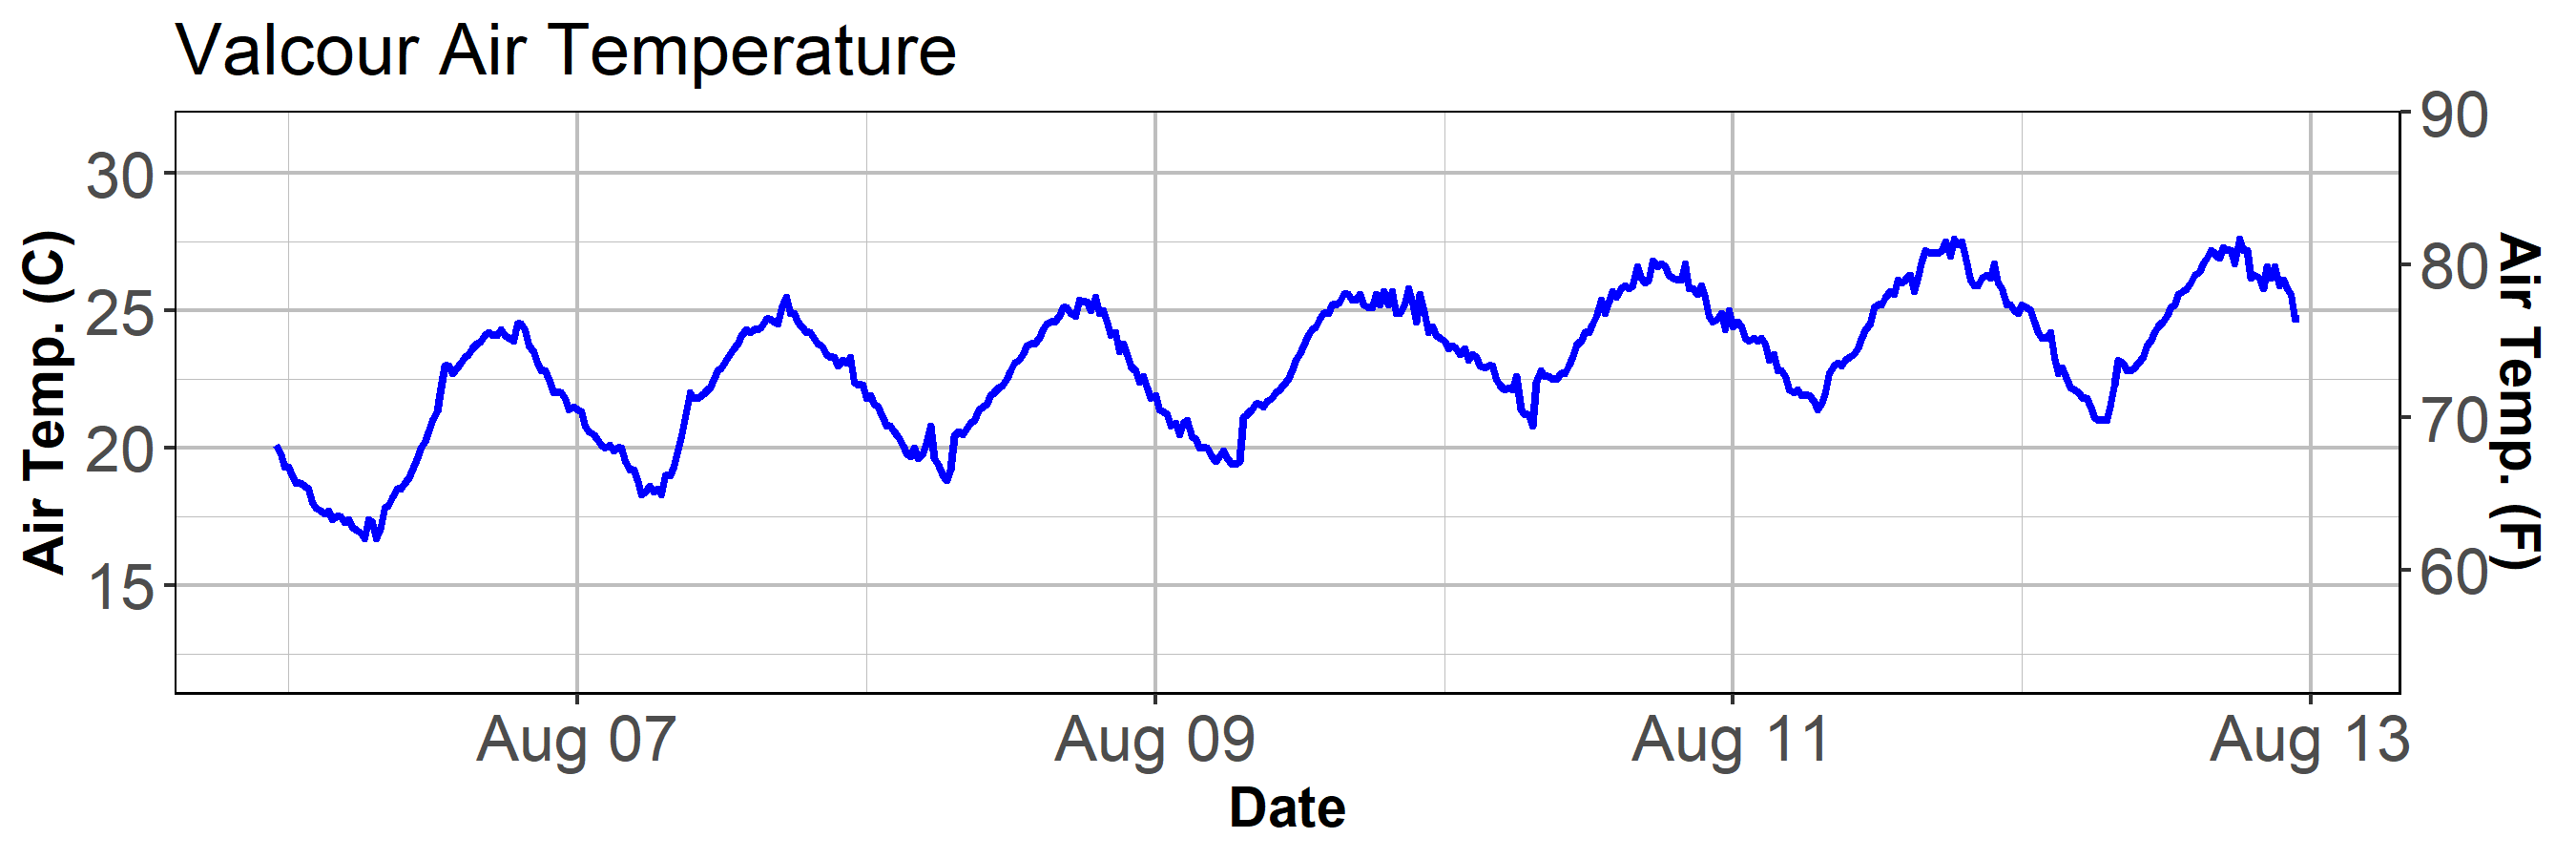 Valcour Air Temperature
Air Temp. (C)
30
25
20
15
90
80
70
60
Air Temp. (F)
Aug 07
Aug 09
Aug 11
Aug 13
Date